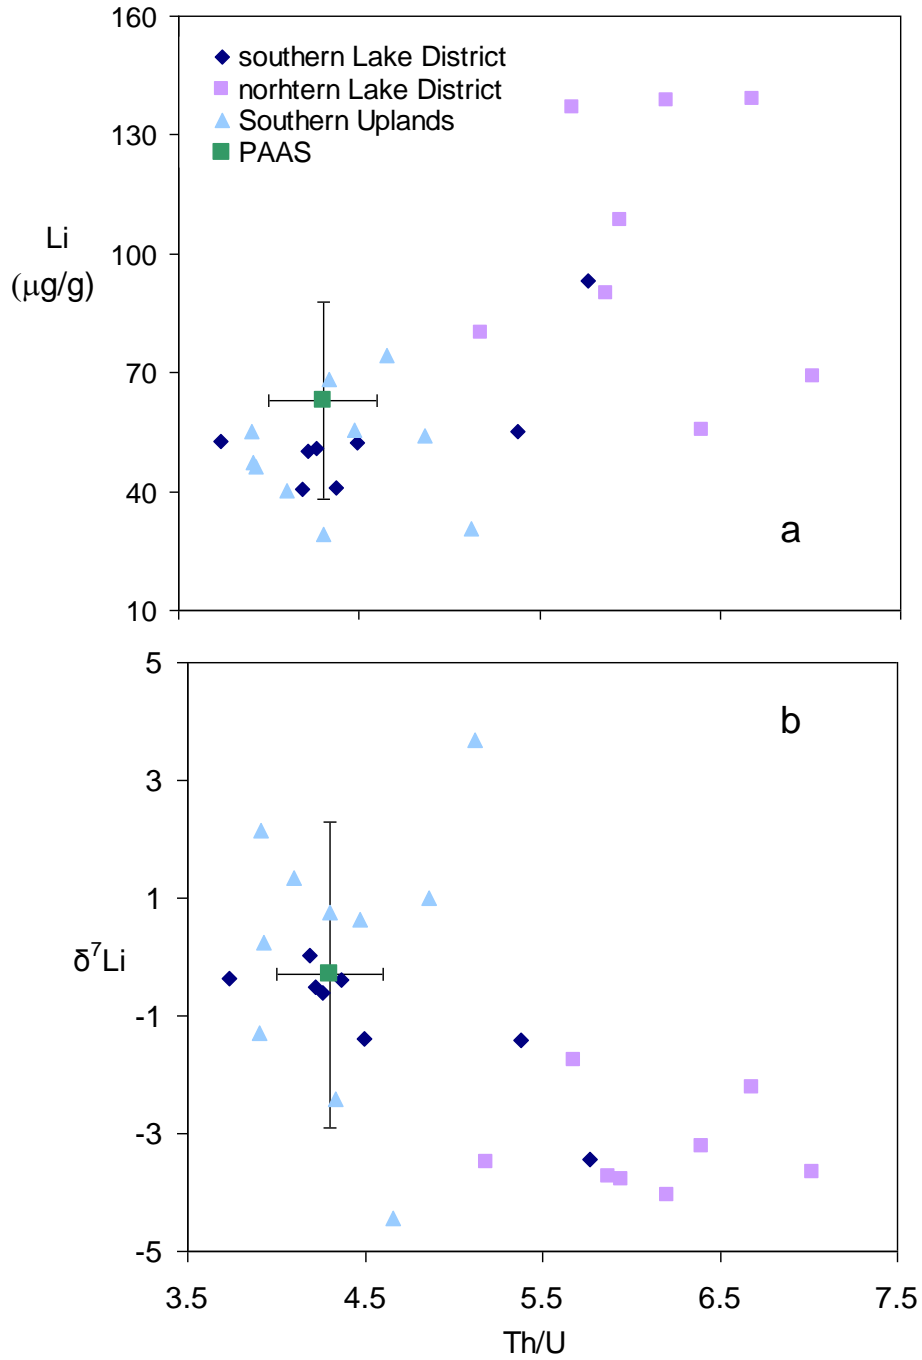 160
130
100
70
40
10
Li
(μg/g)
southern Lake District
norhtern Lake District
Southern Uplands
PAAS
a
5
3
1
-1
-3
-5
δ⁷Li
b
3.5 4.5 5.5 6.5 7.5
Th/U